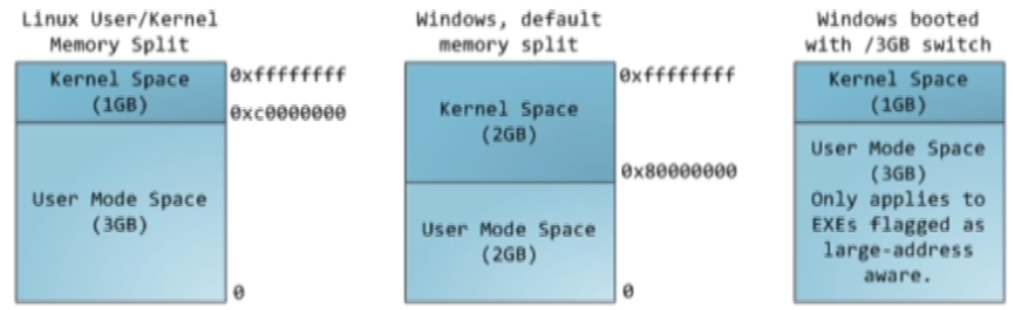 Linux User/Kernel
Memory Split
Kernel Space
(1GB)
0xffffffff
0xc0000000
User Mode Space
(3GB)
0
Windows, default
memory split
0xffffffff
Kernel Space
(2GB)
0x80000000
User Mode Space
(2GB)
0
Windows booted
with /3GB switch
Kernel Space
(1GB)
User Mode Space
(3GB)
Only applies to
EXEs flagged as
large-address
aware.